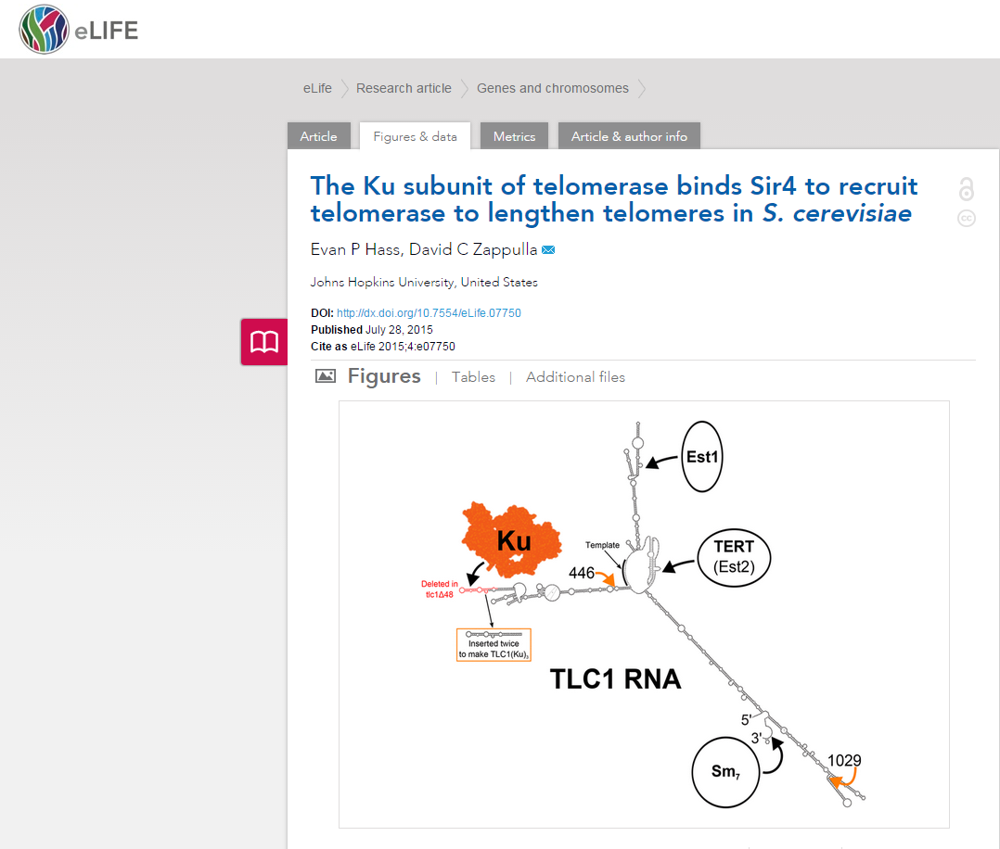 eLIFE
eLife
Research article
Genes and chromosomes
Article
Figures & data
Metrics
Article & author info
The Ku subunit of telomerase binds Sir4 to recruit
telomerase to lengthen telomeres in S. cerevisiae
Evan P Hass, David C Zappulla
Johns Hopkins University, United States
DOI: http://dx.doi.org/10.7554/eLife.07750
Published July 28, 2015
Cite as eLife 2015;4:e07750
Figures | Tables | Additional files
Est1
Ku
Template
TERT
(Est2)
446
Deleted in
tlc1Δ48
Inserted twice
to make TLC1(Ku)3
TLC1 RNA
5'
3'
Sm7
1029
cc